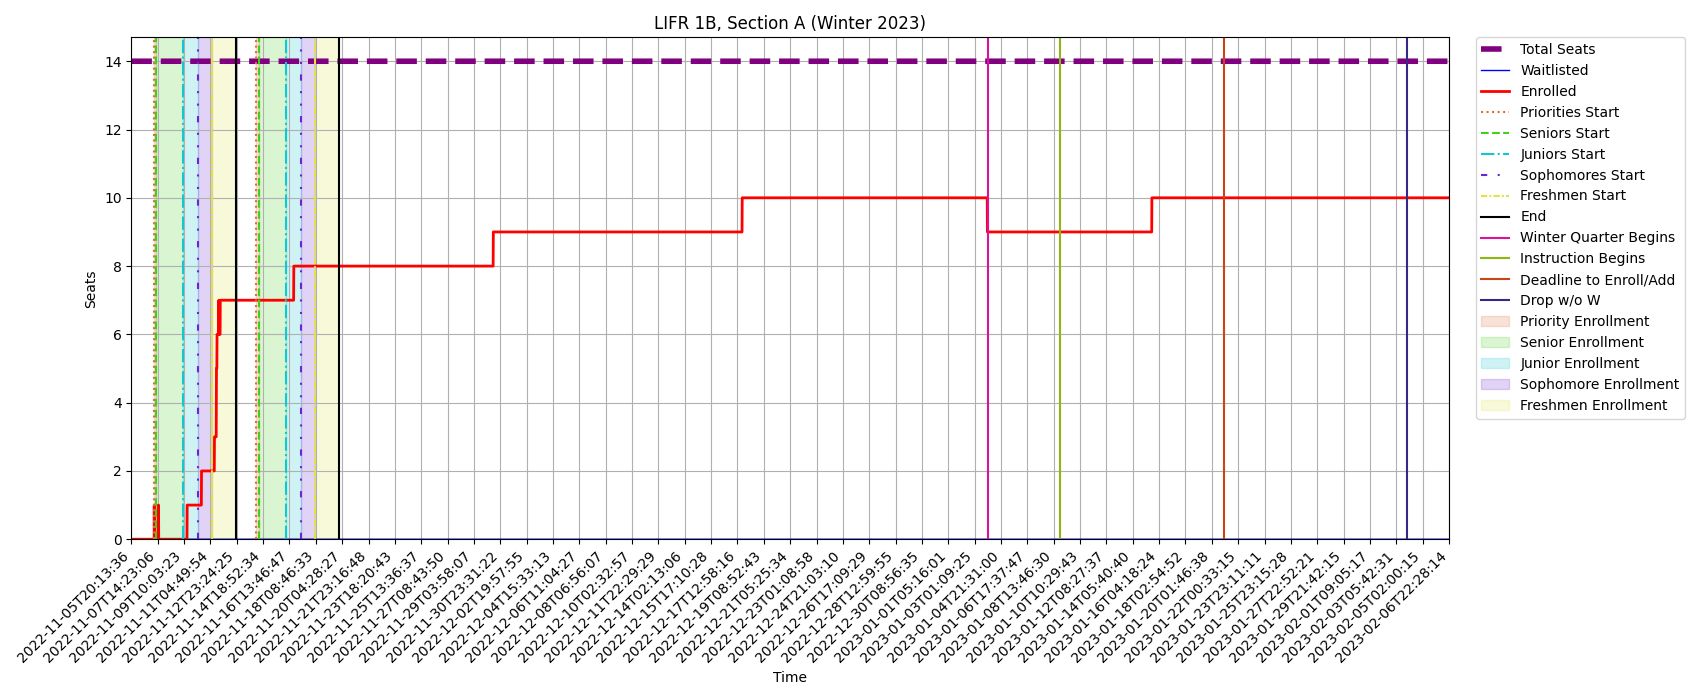 LIFR 1B, Section A (Winter 2023)
Seats
14
12
10
8
6
4
2
0
2022-11-05T20:13:36
2022-11-07T14:23:06
2022-11-09T10:03:23
2022-11-11T04:49:54
2022-11-12T23:24:25
2022-11-14T18:52:34
2022-11-16T13:46:47
2022-11-18T08:46:33
2022-11-20T04:28:27
2022-11-21T23:16:48
2022-11-23T18:20:43
2022-11-25T13:36:37
2022-11-27T08:43:50
2022-11-29T03:58:07
2022-11-30T23:31:22
2022-12-02T19:57:55
2022-12-04T15:33:13
2022-12-06T11:04:27
2022-12-08T06:56:07
2022-12-10T02:32:57
2022-12-11T22:29:29
2022-12-14T02:13:06
2022-12-15T17:10:28
2022-12-17T12:58:16
2022-12-19T08:52:43
2022-12-21T05:25:34
2022-12-23T01:08:58
2022-12-24T21:03:10
2022-12-26T17:09:29
2022-12-28T12:59:55
2022-12-30T08:56:35
2023-01-01T05:16:01
2023-01-03T01:09:25
2023-01-04T21:31:00
2023-01-06T17:37:47
2023-01-08T13:46:30
2023-01-10T10:29:43
2023-01-12T08:27:37
2023-01-14T05:40:40
2023-01-16T04:18:24
2023-01-18T02:54:52
2023-01-20T01:46:38
2023-01-22T00:33:15
2023-01-23T23:11:11
2023-01-25T23:15:28
2023-01-27T22:52:21
2023-01-29T21:42:15
2023-02-01T09:05:17
2023-02-03T05:42:31
2023-02-05T02:00:15
2023-02-06T22:28:14
Time
Total Seats
Waitlisted
Enrolled
Priorities Start
Seniors Start
Juniors Start
Sophomores Start
Freshmen Start
End
Winter Quarter Begins
Instruction Begins
Deadline to Enroll/Add
Drop w/o W
Priority Enrollment
Senior Enrollment
Junior Enrollment
Sophomore Enrollment
Freshmen Enrollment